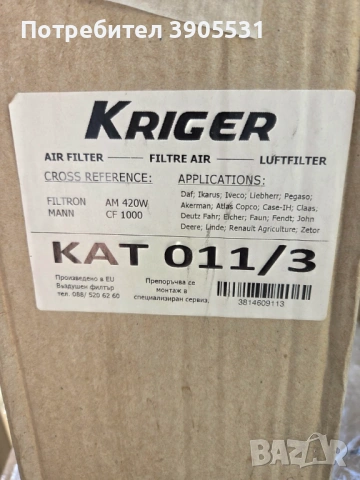 Потребител 3905531
KRIGER
AIR FILTER — FILTRE AIR — LUFTFILTER
CROSS REFERENCE:
FILTRON AM 420W
MANN CF 1000
APPLICATIONS:
Daf; Ikarus; Iveco; Liebherr; Pegaso;
Akerman; Atlas Copco; Case-IH; Claas;
Deutz Fahr; Eicher; Faun; Fendt; John
Deere; Linde; Renault Agriculture; Zetor
KAT 011/3
Произведено в EU
Въздушен филтър
тел. 088/ 520 62 60
Препоръчва се
монтаж в
специализиран сервиз.
3814609113
BAZAR